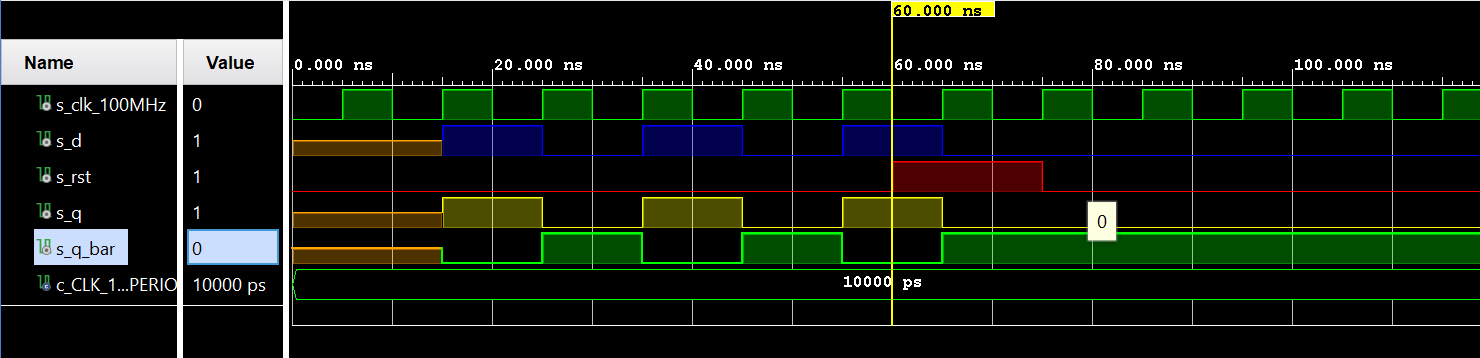 60.000 ns
Name Value
0.000 ns 20.000 ns 40.000 ns 60.000 ns 80.000 ns 100.000 ns
s_clk_100MHz 0
s_d 1
s_rst 1
s_q 1
0
s_q_bar 0
c_CLK_1...PERIO 10000 ps 10000 ps